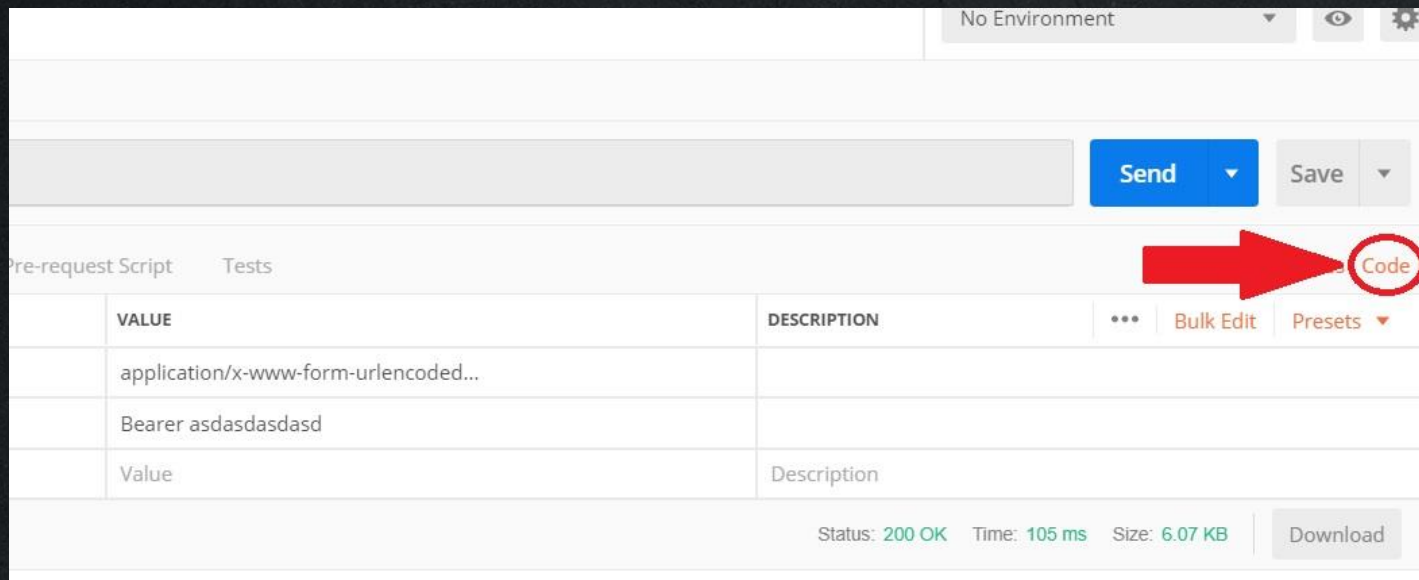 No Environment
Send
Save
Pre-request Script
Tests
Code
VALUE
DESCRIPTION
•••
Bulk Edit
Presets
application/x-www-form-urlencoded...
Bearer asdasdasdasd
Value
Description
Status: 200 OK
Time: 105 ms
Size: 6.07 KB
Download